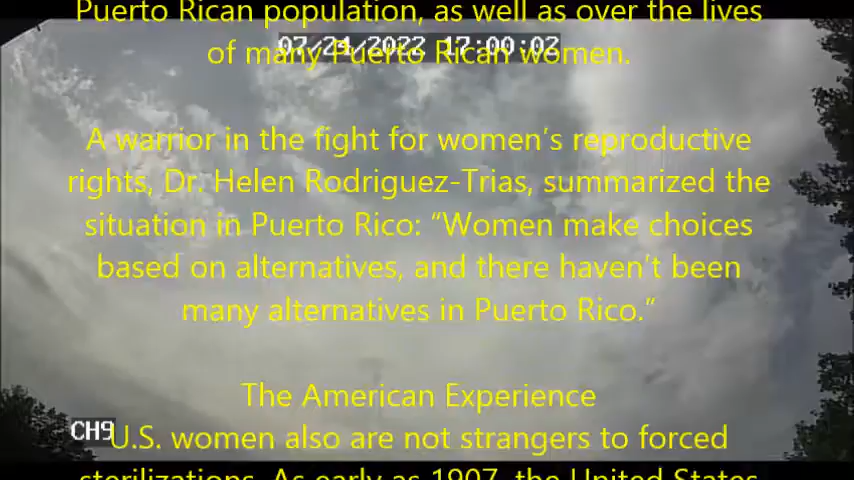 Puerto Rican population, as well as over the lives
07/24/2022 17:00:02
of many Puerto Rican women.
A warrior in the fight for women's reproductive
rights, Dr. Helen Rodriguez-Trias, summarized the
situation in Puerto Rico: “Women make choices
based on alternatives, and there haven't been
many alternatives in Puerto Rico.”
The American Experience
CH9
U.S. women also are not strangers to forced
sterilizations. As early as 1907, the United States